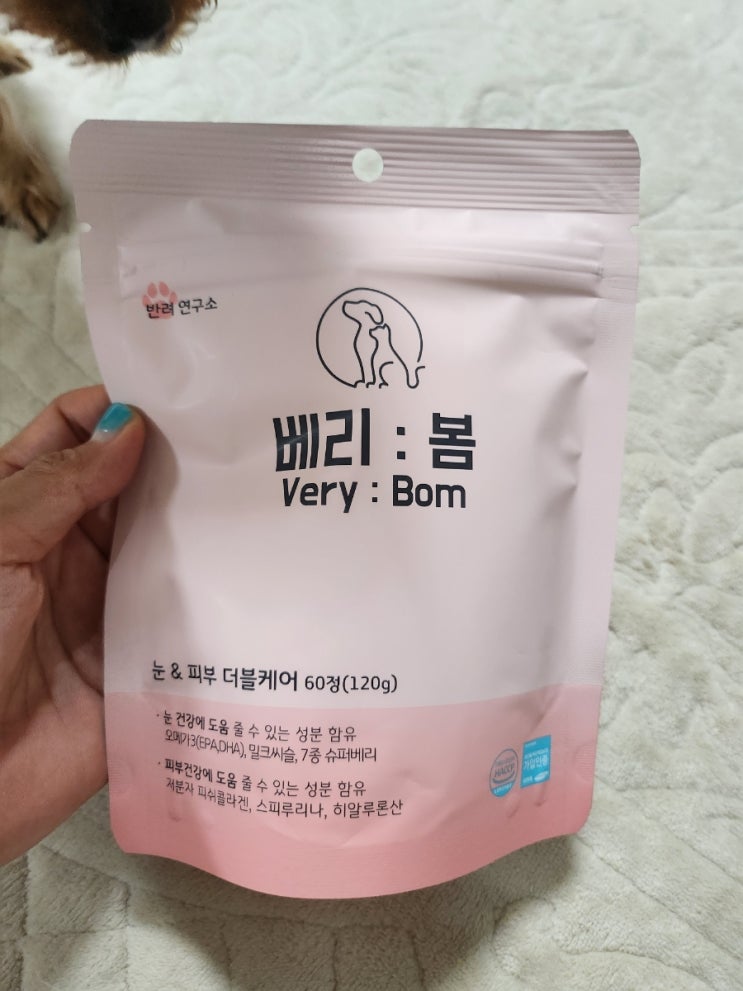 반려 연구소
베리 : 봄
Very : Bom
눈 & 피부 더블케어 60정(120g)
· 눈 건강에 도움 줄 수 있는 성분 함유
오메가3(EPA,DHA), 밀크씨슬, 7종 슈퍼베리
· 피부건강에 도움 줄 수 있는 성분 함유
저분자 피쉬콜라겐, 스피루리나, 히알루론산
HACCP